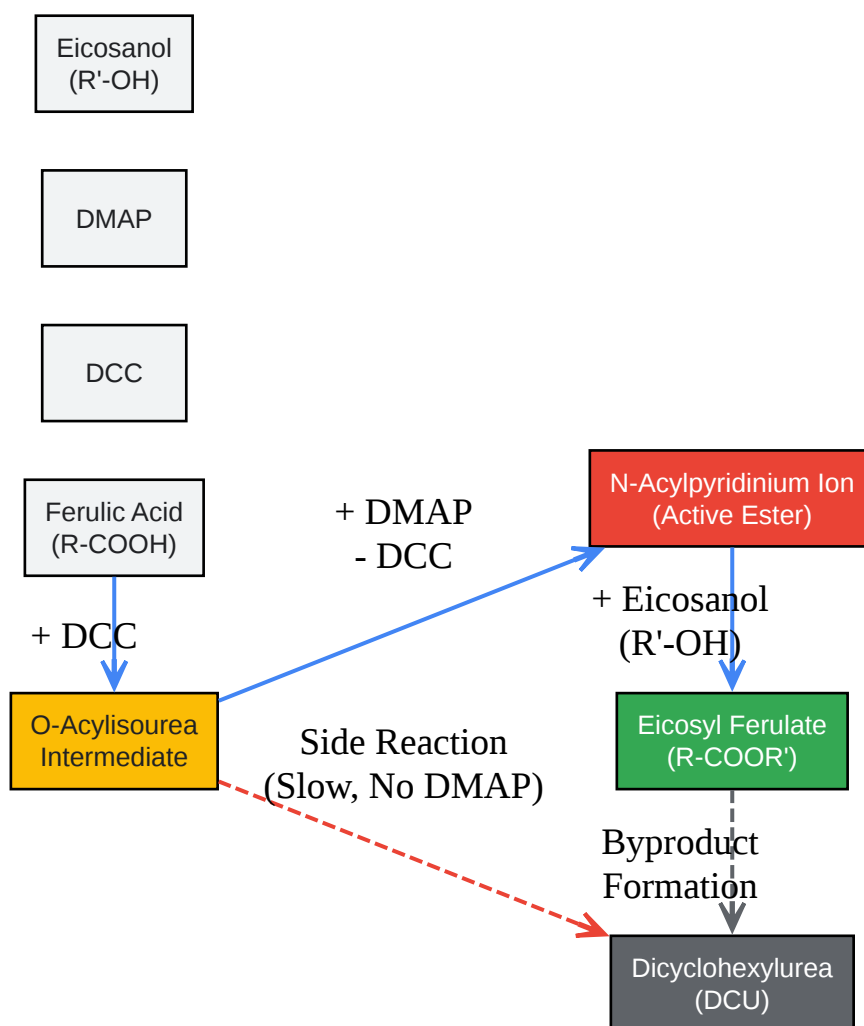 Eicosanol
(R'-OH)
DMAP
DCC
Ferulic Acid
(R-COOH)
+ DMAP
- DCC
N-Acylpyridinium Ion
(Active Ester)
+ DCC
+ Eicosanol
(R'-OH)
O-Acylisourea
Intermediate
Side Reaction
(Slow, No DMAP)
Eicosyl Ferulate
(R-COOR')
Byproduct
Formation
Dicyclohexylurea
(DCU)